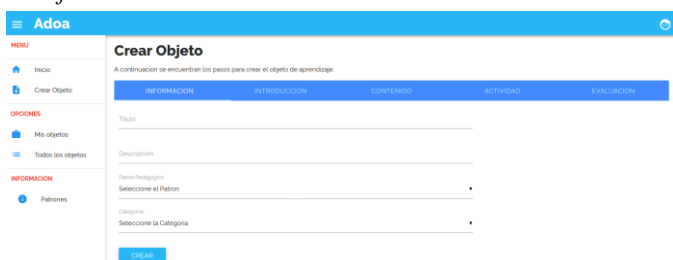 Adoa
MENU
Inicio
Crear Objeto
OPCIONES
Mis objetos
Todos los objetos
INFORMACION
Patrones
Crear Objeto
A continuacion se encuentran los pasos para crear el objeto de aprendizaje
INFORMACION INTRODUCCION CONTENIDO ACTIVIDAD EVALUACION
Titulo
Descripcion
Patron Pedagogico
Seleccione el Patron
Categorias
Seleccione la Categoria
CREAR